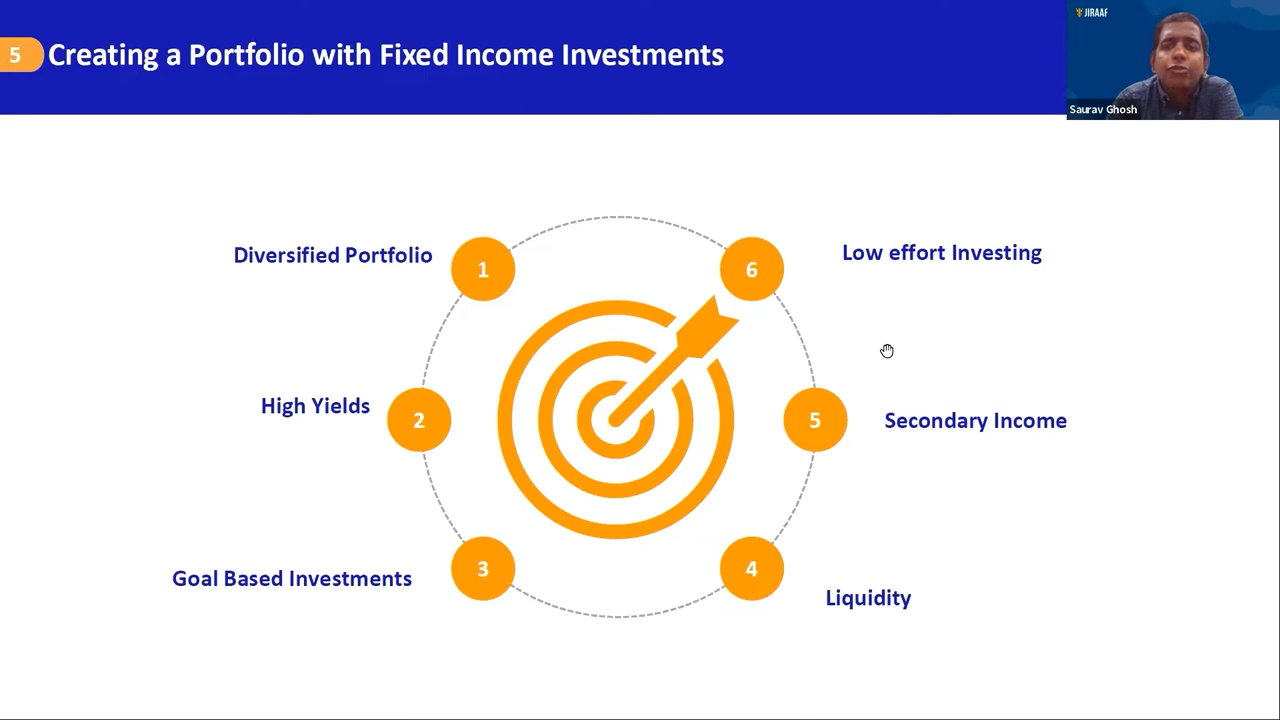 5
Creating a Portfolio with Fixed Income Investments
JIRAAF
Saurav Ghosh
Diversified Portfolio
1
6
Low effort Investing
High Yields
2
5
Secondary Income
Goal Based Investments
3
4
Liquidity